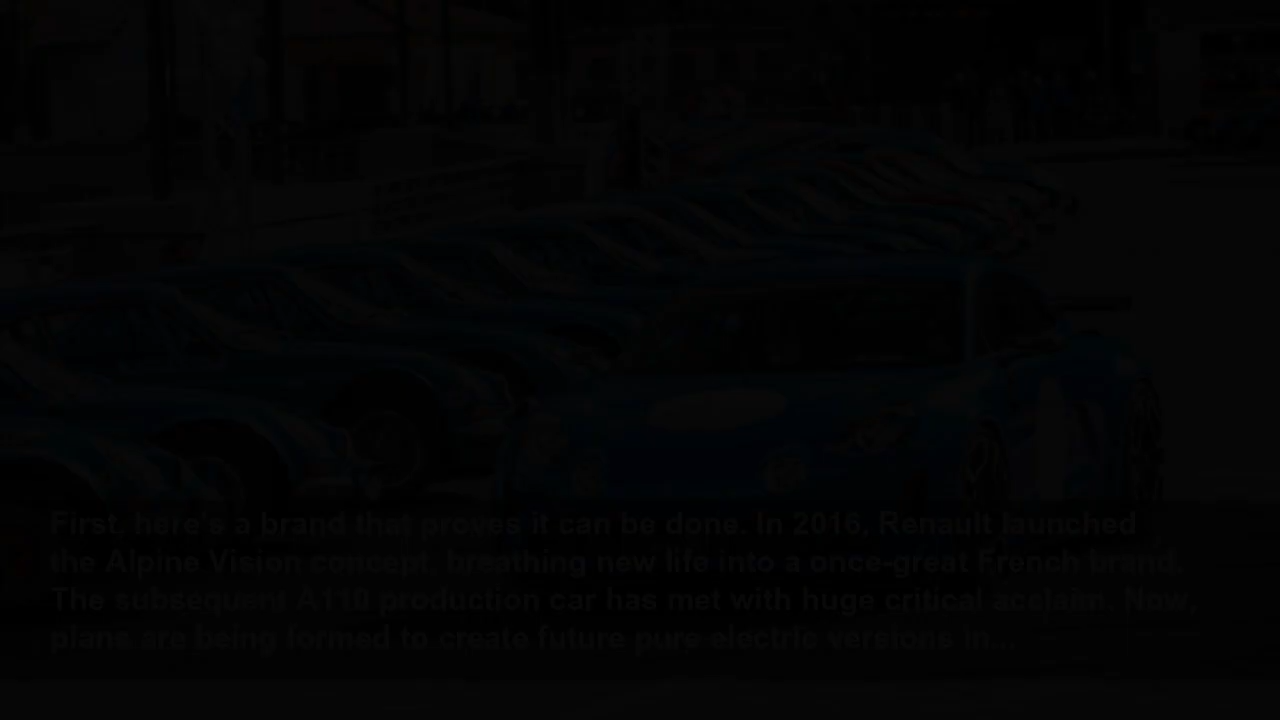 First, here's a brand that proves it can be done. In 2016, Renault launched
the Alpine Vision concept, breathing new life into a once-great French brand.
The subsequent A110 production car has met with huge critical acclaim. Now,
plans are being formed to create future pure electric versions in...